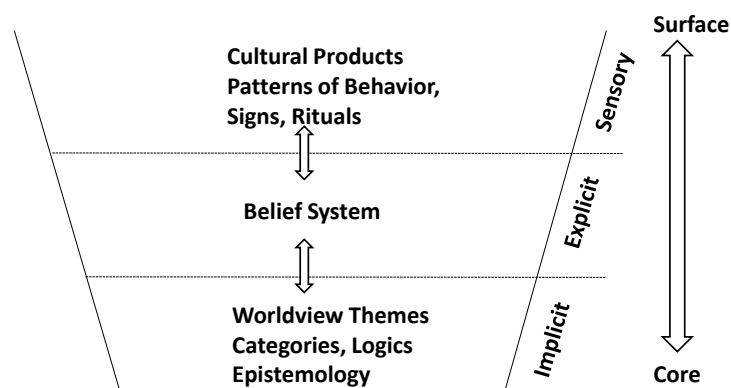 Surface
Cultural Products
Patterns of Behavior,
Signs, Rituals
Sensory
Belief System
Explicit
Worldview Themes
Categories, Logics
Epistemology
Implicit
Core